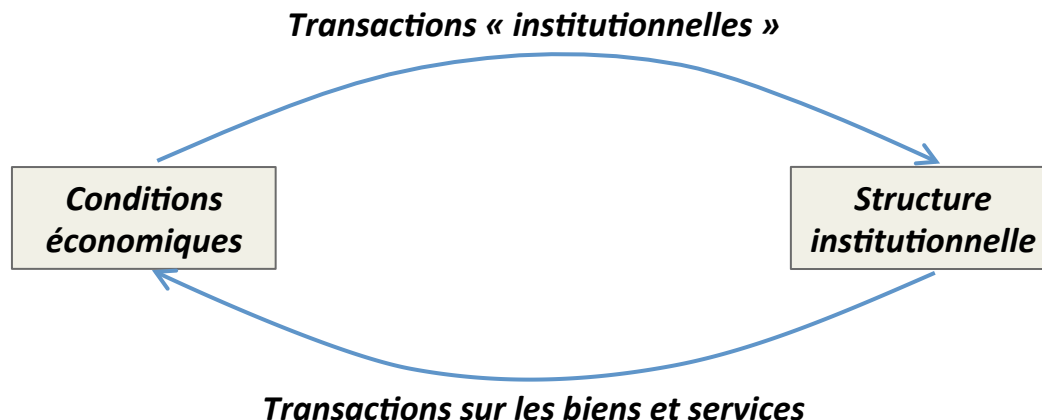 Transactions « institutionnelles »
Conditions
économiques
Structure
institutionnelle
Transactions sur les biens et services